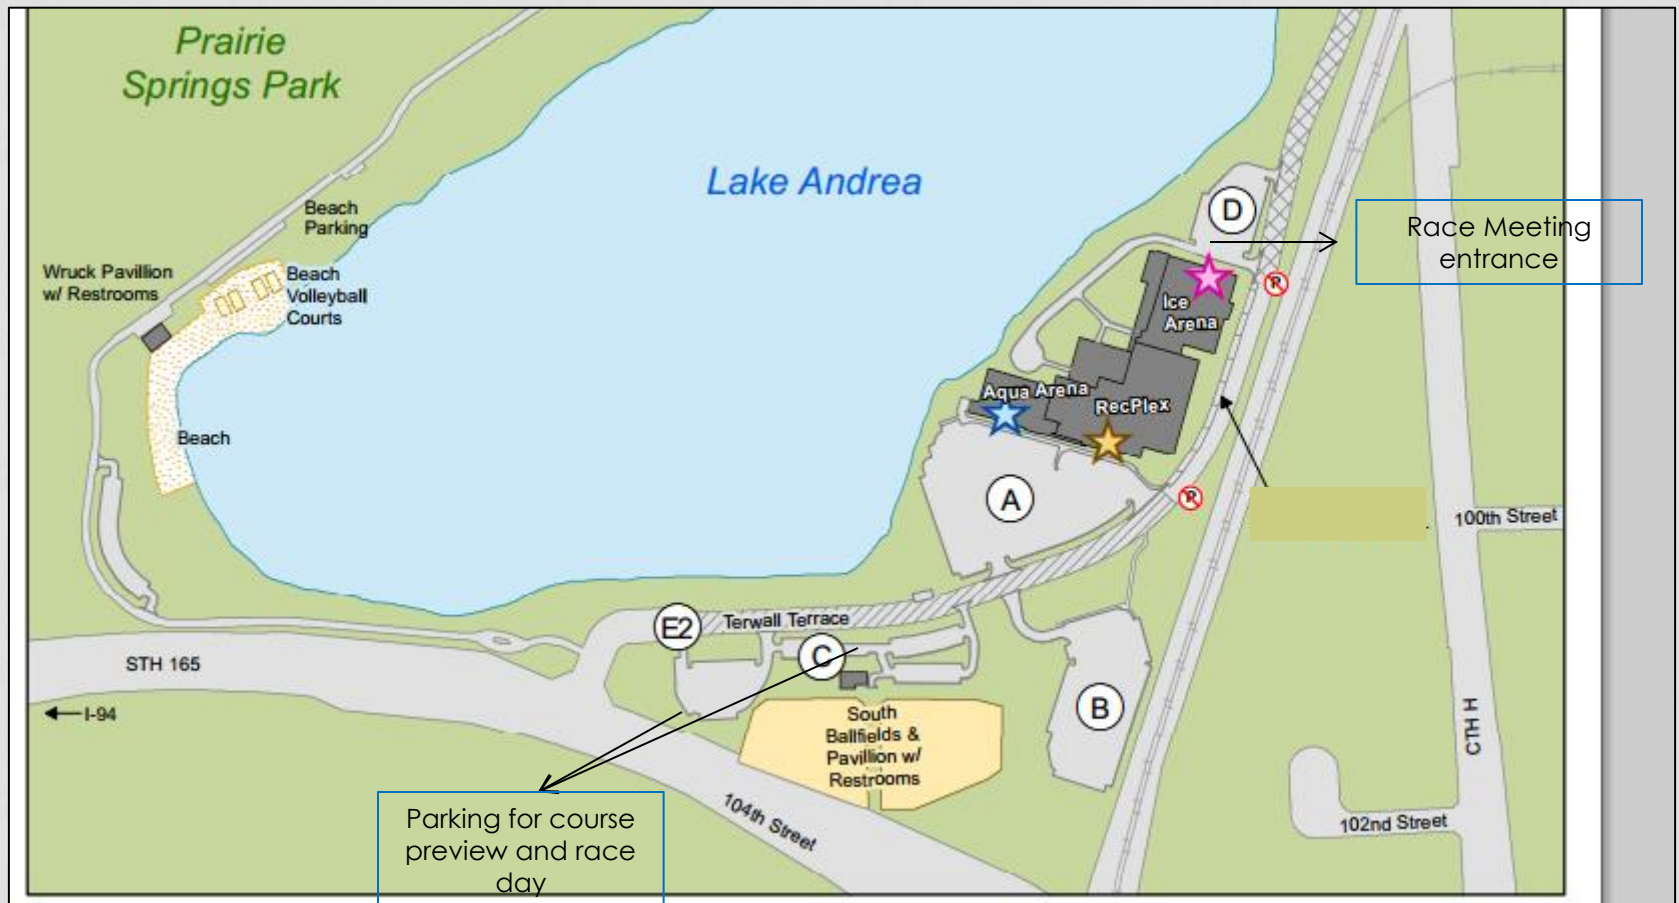 Prairie
Springs Park
Lake Andrea
Beach
Parking
Wruck Pavillion
w/ Restrooms
Beach
Volleyball
Courts
Beach
D
Race Meeting
entrance
P
Ice
Arena
Aqua Arena
RecPlex
A
P
100th Street
E2
Terwall Terrace
C
STH 165
I-94
B
South
Ballfields &
Pavillion w/
Restrooms
CTH H
104th Street
102nd Street
Parking for course
preview and race
day